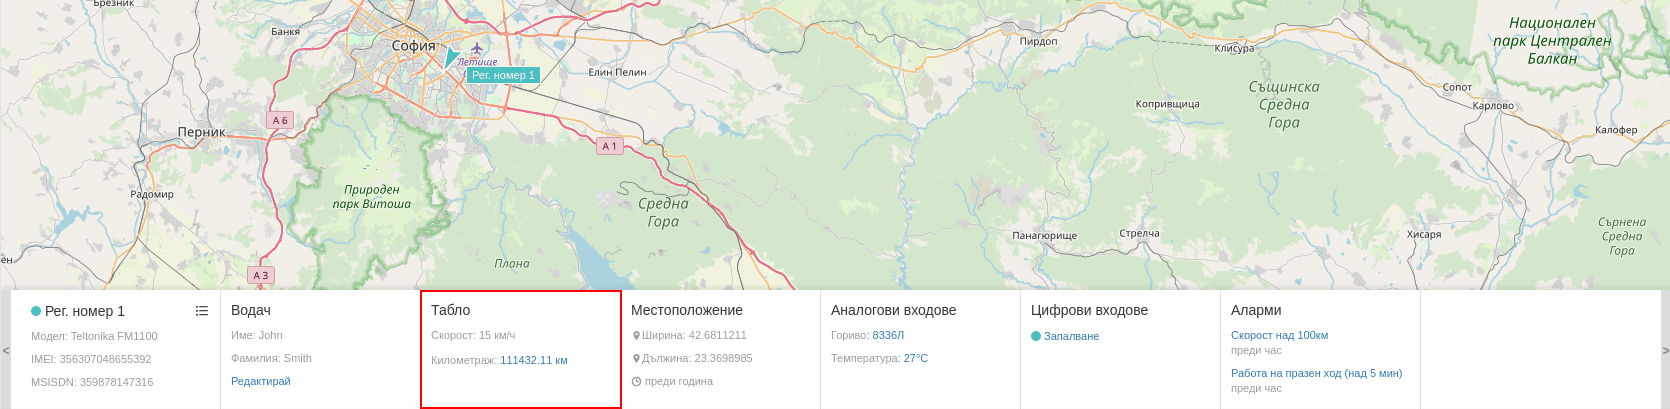 Брезник
Банкя
София
Летище
Рег. номер 1
Елин Пелин
Пирдоп
Клисура
Национален
парк Централен
Балкан
Сопот
Карлово
Копривщица
Същинска
Средна
Гора
Калофер
A 6
Перник
A 1
Радомир
Природен
парк Витоша
Средна
Гора
Панагюрище
Стрелча
Хисаря
Сърнена
Средна
Гора
ен
A 3
Плана
<
Рег. номер 1
Модел: Teltonika FM1100
IMEI: 356307048655392
MSISDN: 359878147316
Водач
Име: John
Фамилия: Smith
Редактирай
Табло
Скорост: 15 км/ч
Километраж: 111432.11 км
Местоположение
Ширина: 42.6811211
Дължина: 23.3698985
преди година
Аналогови входове
Гориво: 8336Л
Температура: 27°C
Цифрови входове
Запалване
Аларми
Скорост над 100км
преди час
Работа на празен ход (над 5 мин)
преди час
>